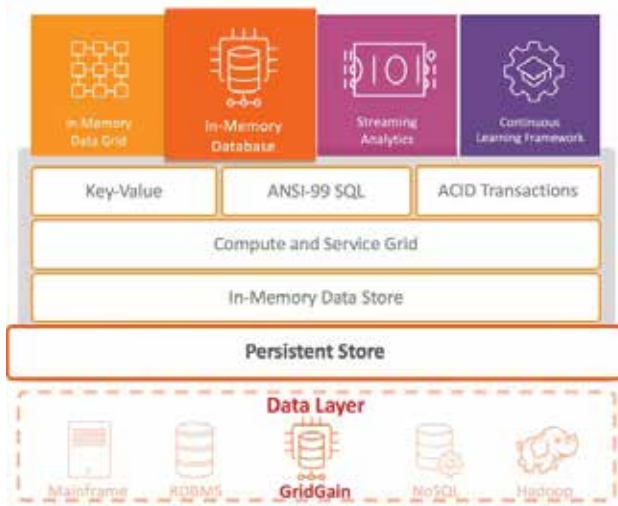 In-Memory
Data Grid
In-Memory
Database
Streaming
Analytics
Continuous
Learning Framework
Key-Value
ANSI-99 SQL
ACID Transactions
Compute and Service Grid
In-Memory Data Store
Persistent Store
Data Layer
Mainframe
RDBMS
GridGain
NoSQL
Hadoop